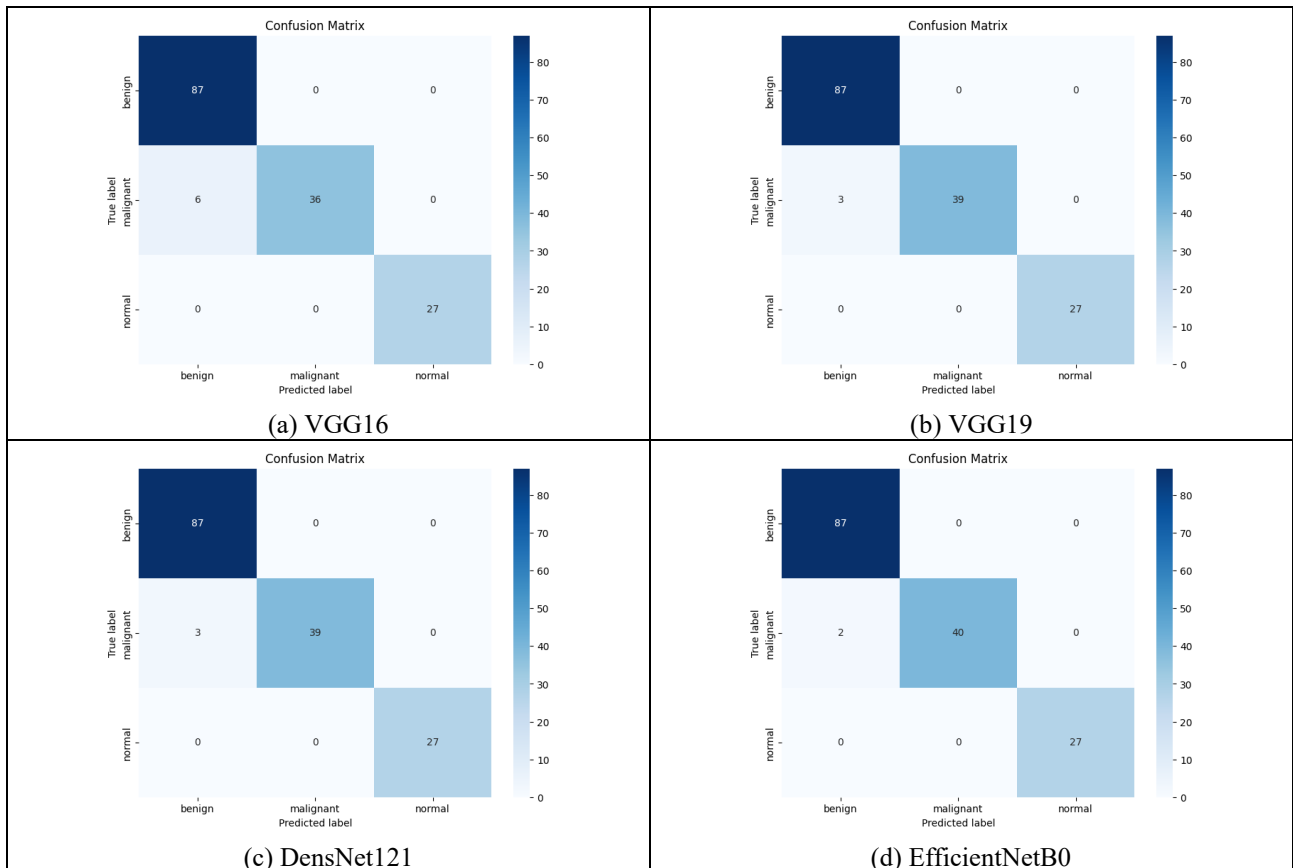 Confusion Matrix
benign
87 0 0
True label
malignant
6 36 0
normal
0 0 27
benign malignant normal
Predicted label
80
70
60
50
40
30
20
10
0
(a) VGG16
Confusion Matrix
benign
87 0 0
True label
malignant
3 39 0
normal
0 0 27
benign malignant normal
Predicted label
80
70
60
50
40
30
20
10
0
(b) VGG19
Confusion Matrix
benign
87 0 0
True label
malignant
3 39 0
normal
0 0 27
benign malignant normal
Predicted label
80
70
60
50
40
30
20
10
0
(c) DensNet121
Confusion Matrix
benign
87 0 0
True label
malignant
2 40 0
normal
0 0 27
benign malignant normal
Predicted label
80
70
60
50
40
30
20
10
0
(d) EfficientNetB0